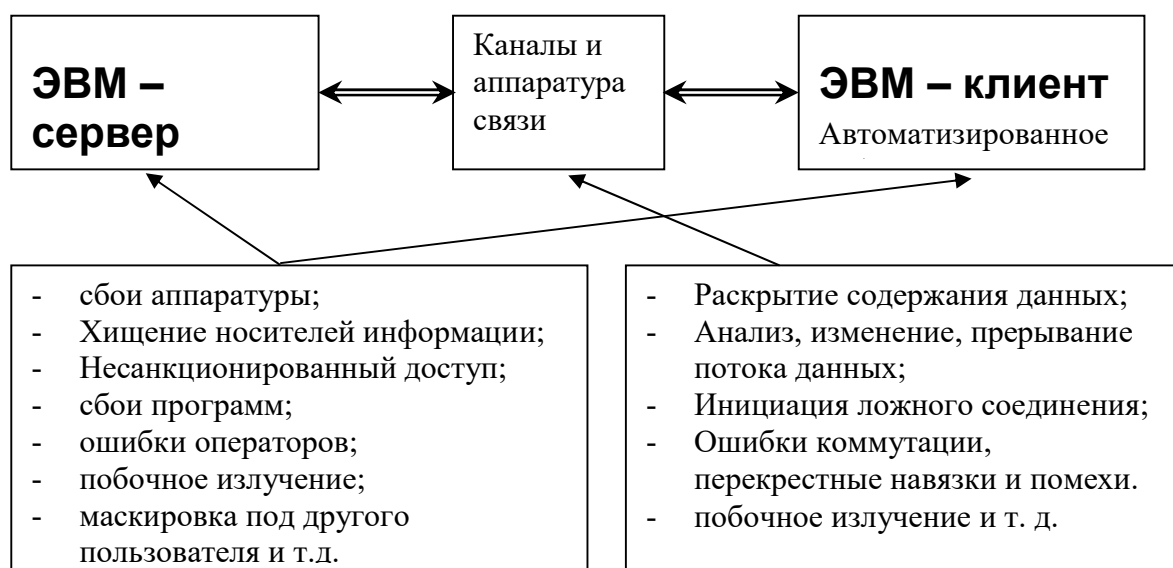 ЭВМ –
сервер
Каналы и
аппаратура
связи
ЭВМ – клиент
Автоматизированное
- сбои аппаратуры;
- Хищение носителей информации;
- Несанкционированный доступ;
- сбои программ;
- ошибки операторов;
- побочное излучение;
- маскировка под другого
пользователя и т.д.
- Раскрытие содержания данных;
- Анализ, изменение, прерывание
потока данных;
- Инициация ложного соединения;
- Ошибки коммутации,
перекрестные навязки и помехи.
- побочное излучение и т. д.